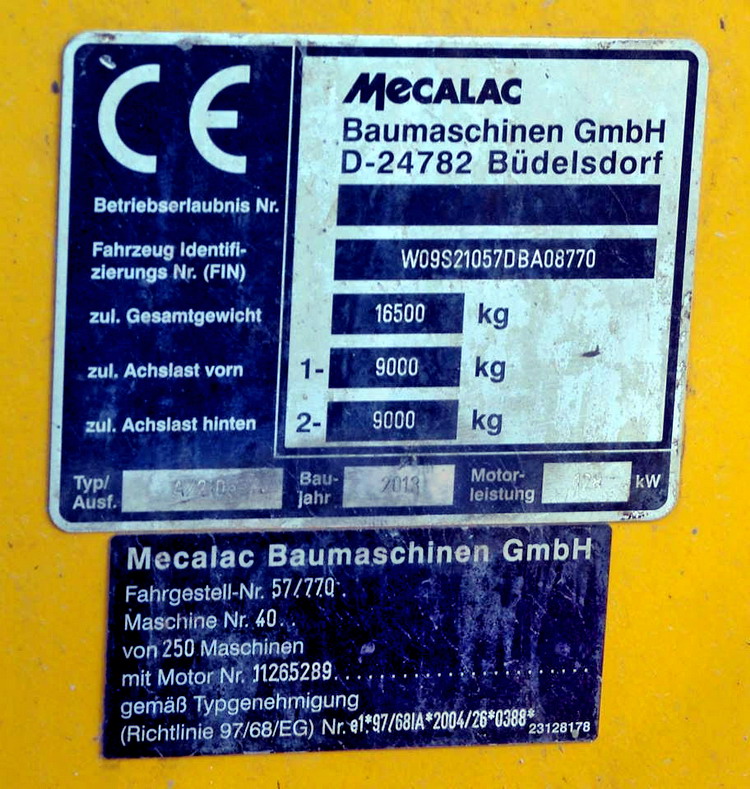 CE
MECALAC
Baumaschinen GmbH
D-24782 Büdelsdorf
Betriebserlaubnis Nr.
Fahrzeug Identifi-
zierungs Nr. (FIN) W09S21057DBA08770
zul. Gesamtgewicht 16500 kg
zul. Achslast vorn 1- 9000 kg
zul. Achslast hinten 2- 9000 kg
Typ/
Ausf.
Bau-
jahr 2013
Motor-
leistung kW
Mecalac Baumaschinen GmbH
Fahrgestell-Nr. 57/770.
Maschine Nr. 40..
von 250 Maschinen
mit Motor Nr. 11265289..............................
gemäß Typgenehmigung
(Richtlinie 97/68/EG) Nr. e1*97/68IA*2004/26*0388*
23128178